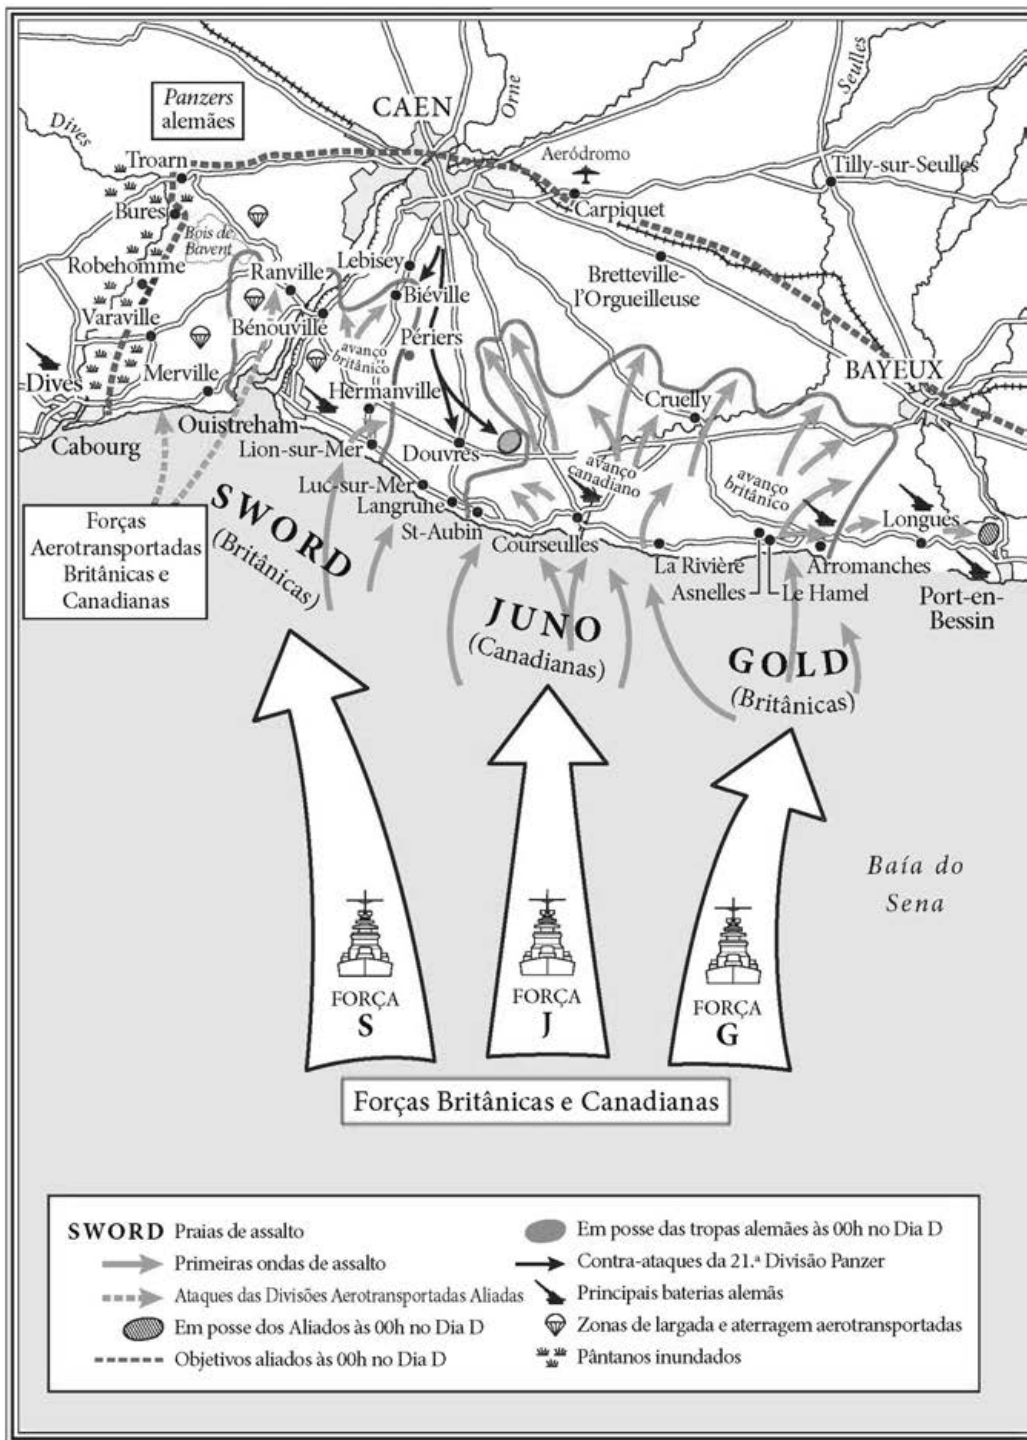 Panzers
alemães
CAEN
Orne
Seulles
Dives
Troarn
Aeródromo
Tilly-sur-Seulles
Carpiquet
Bures
Bois de
Bavent
Robehomme
Ranville
Lebisey
Bretteville-
l'Orgueilleuse
Biéville
Varaville
Bénouville
Périers
avanço
britânico
BAYEUX
Dives
Merville
Hermanville
Cruelly
Cabourg
Ouistreham
Lion-sur-Mer
Douvres
avanço
canadiano
avanço
britânico
Luc-sur-Mer
Langrune
St-Aubin
Courseulles
Longues
La Rivière
Arromanches
Asnelles
Le Hamel
Port-en-
Bessin
Forças
Aerotransportadas
Britânicas e
Canadianas
SWORD
(Britânicas)
JUNO
(Canadianas)
GOLD
(Britânicas)
Baía do
Sena
FORÇA
S
FORÇA
J
FORÇA
G
Forças Britânicas e Canadianas
SWORD Praias de assalto
Primeiras ondas de assalto
Ataques das Divisões Aerotransportadas Aliadas
Em posse dos Aliados às 00h no Dia D
Objetivos aliados às 00h no Dia D
Em posse das tropas alemães às 00h no Dia D
Contra-ataques da 21.ª Divisão Panzer
Principais baterias alemãs
Zonas de largada e aterragem aerotransportadas
Pântanos inundados